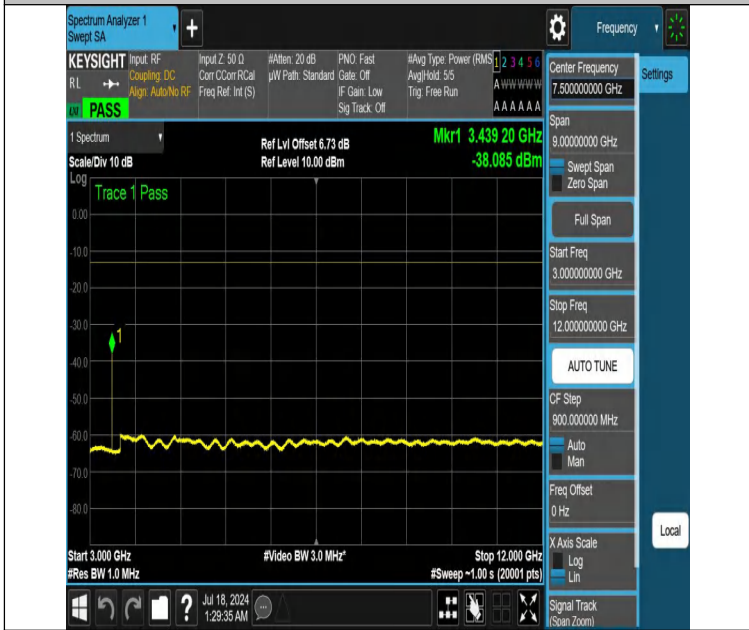 Spectrum Analyzer 1
Swept SA
+
Frequency
KEYSIGHT
RL
LXI
PASS
Input: RF
Coupling: DC
Align: Auto/No RF
Input Z: 50 Ω
Corr CCorr RCal
Freq Ref: Int (S)
#Atten: 20 dB
µW Path: Standard
PNO: Fast
Gate: Off
IF Gain: Low
Sig Track: Off
#Avg Type: Power (RMS
Avg|Hold: 5/5
Trig: Free Run
1 2 3 4 5 6
A W W W W W
A A A A A A
1 Spectrum
Scale/Div 10 dB
Ref Lvl Offset 6.73 dB
Ref Level 10.00 dBm
Mkr1 3.439 20 GHz
-38.085 dBm
Log
Trace 1 Pass
0.00
-10.0
-20.0
-30.0
1
-40.0
-50.0
-60.0
-70.0
-80.0
Start 3.000 GHz
#Res BW 1.0 MHz
#Video BW 3.0 MHz*
Stop 12.000 GHz
#Sweep ~1.00 s (20001 pts)
?
Jul 18, 2024
1:29:35 AM
Center Frequency
7.500000000 GHz
Settings
Span
9.00000000 GHz
Swept Span
Zero Span
Full Span
Start Freq
3.000000000 GHz
Stop Freq
12.000000000 GHz
AUTO TUNE
CF Step
900.000000 MHz
Auto
Man
Freq Offset
0 Hz
X Axis Scale
Log
Lin
Local
Signal Track
(Span Zoom)